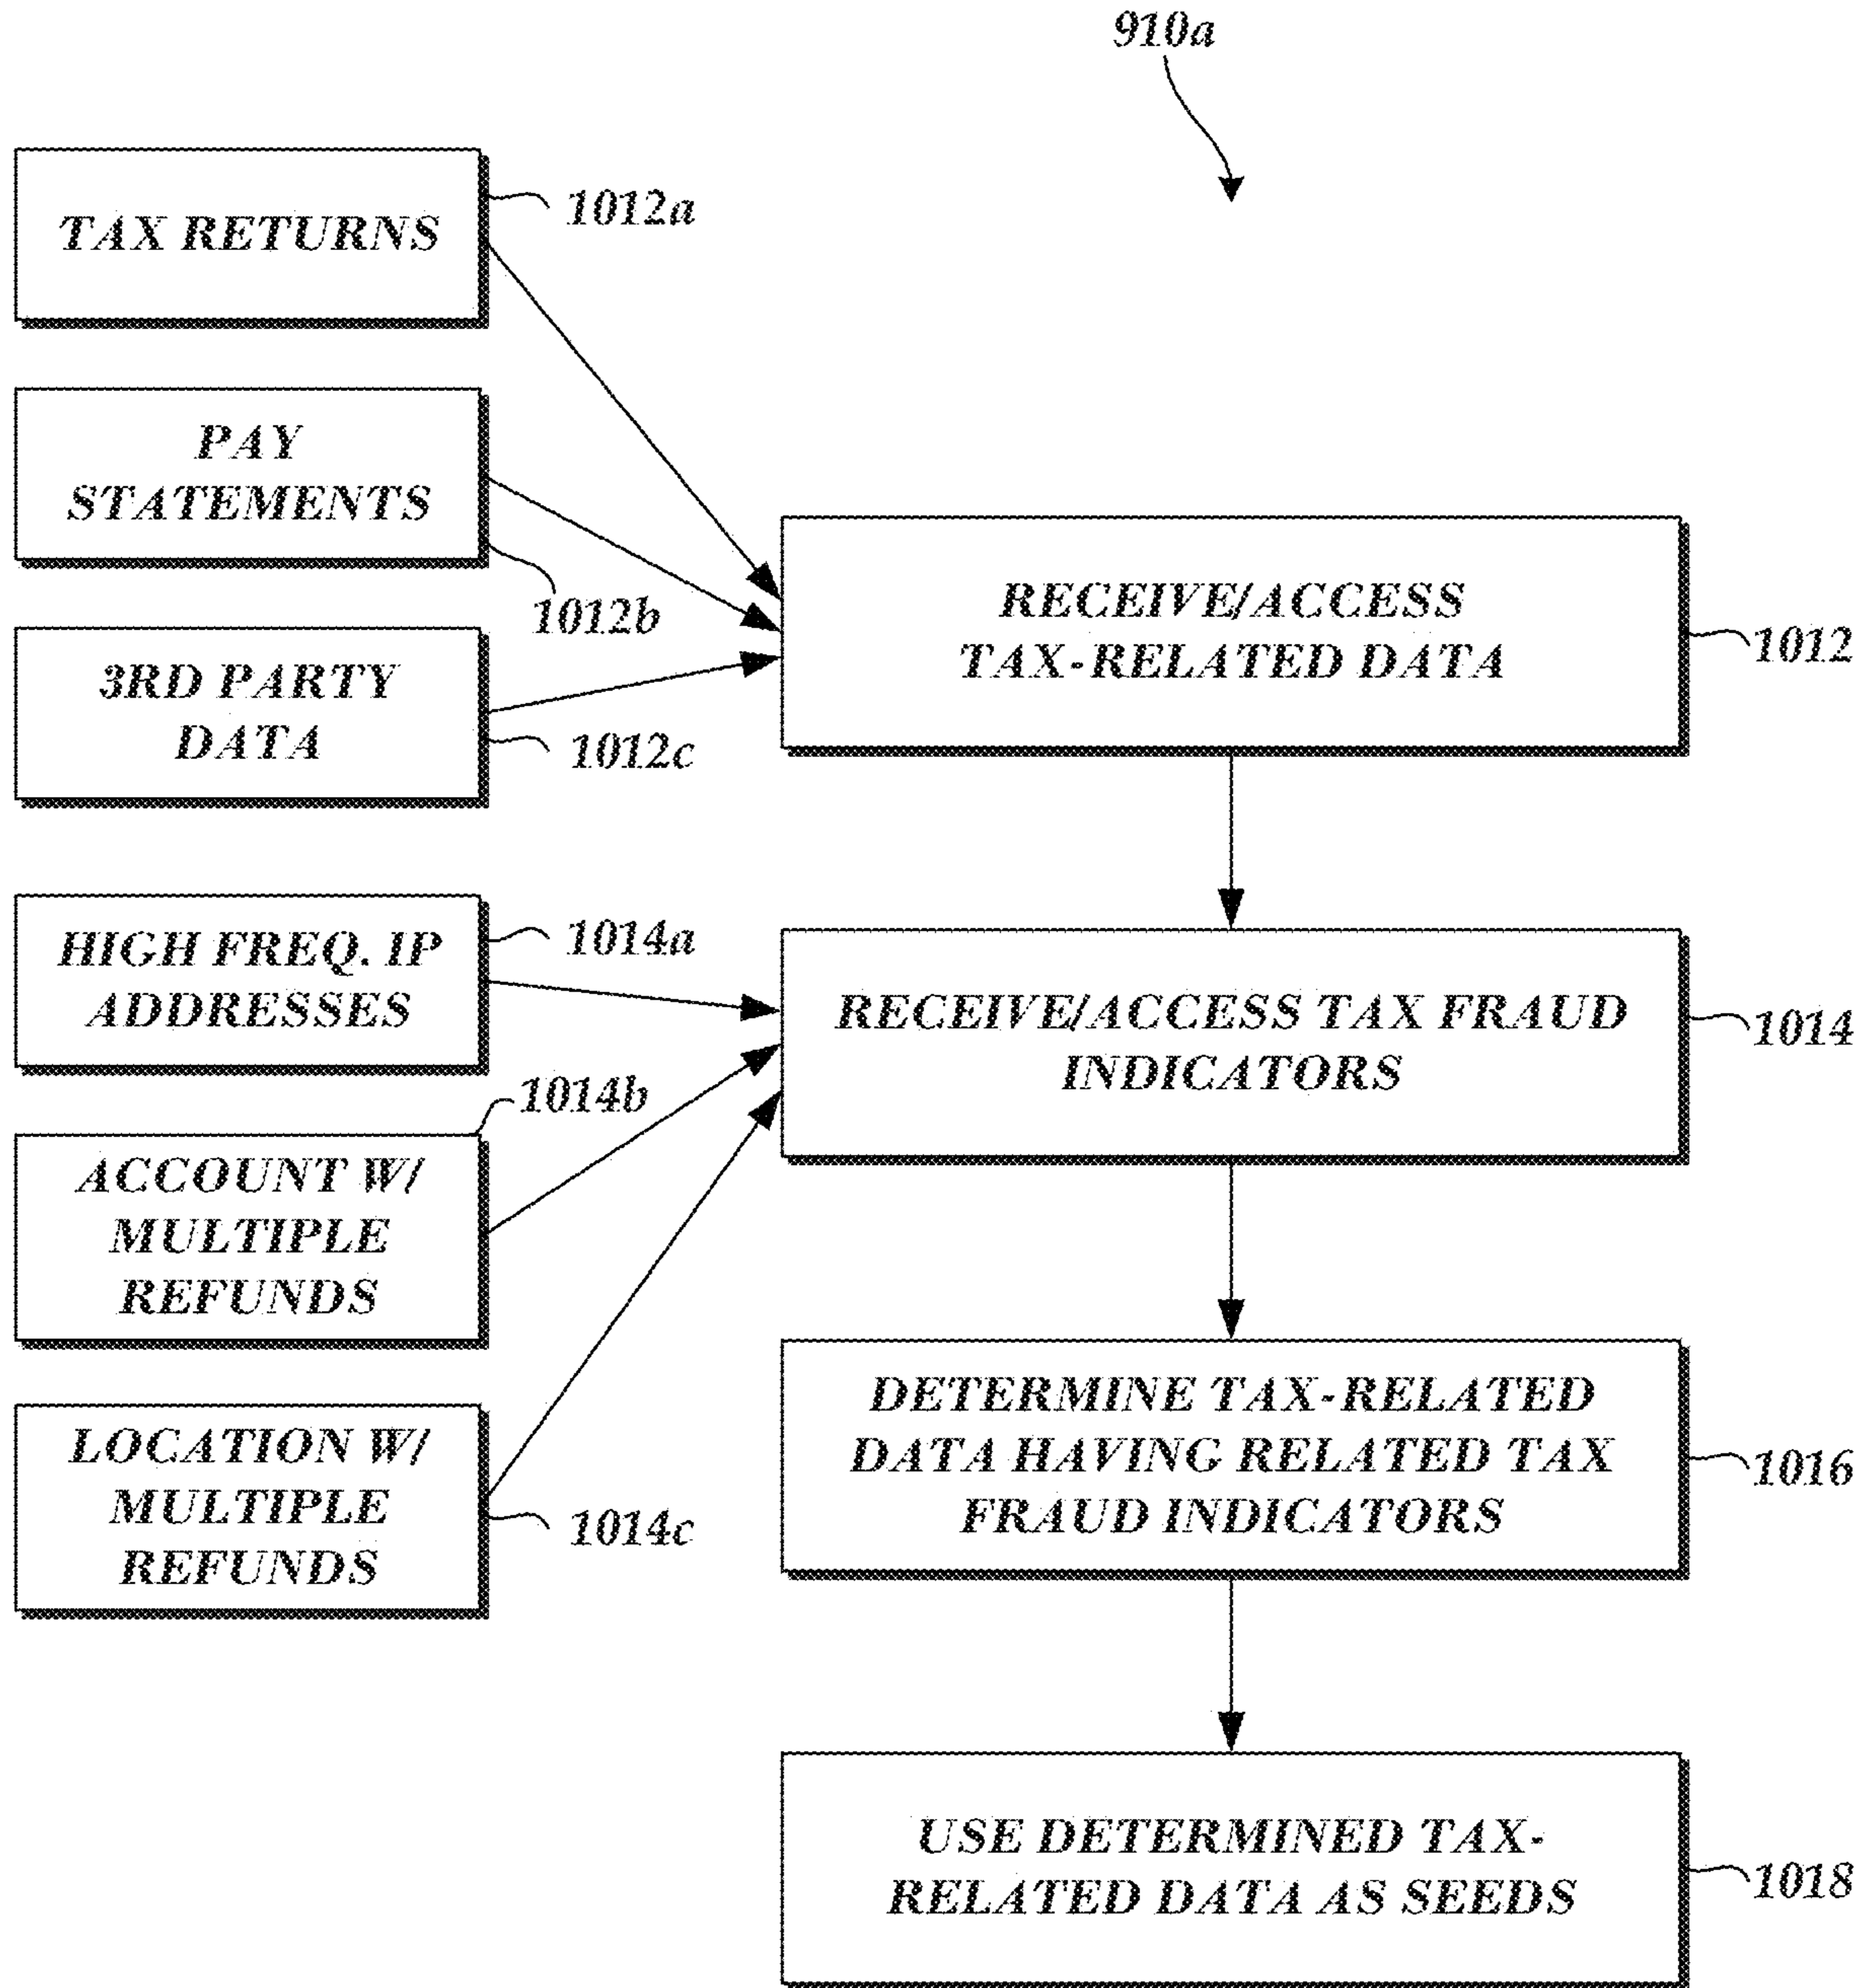 910a
TAX RETURNS
1012a
PAY
STATEMENTS
1012b
3RD PARTY
DATA
1012c
RECEIVE/ACCESS
TAX-RELATED DATA
1012
HIGH FREQ. IP
ADDRESSES
1014a
ACCOUNT W/
MULTIPLE
REFUNDS
1014b
LOCATION W/
MULTIPLE
REFUNDS
1014c
RECEIVE/ACCESS TAX FRAUD
INDICATORS
1014
DETERMINE TAX-RELATED
DATA HAVING RELATED TAX
FRAUD INDICATORS
1016
USE DETERMINED TAX-
RELATED DATA AS SEEDS
1018